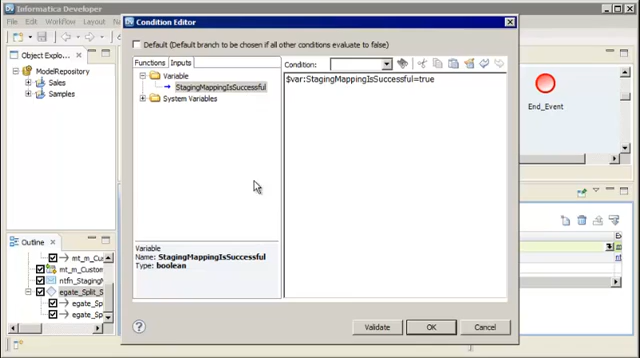 Informatica Developer
File Edit Workflow Layout
Object Explo...
ModelRepository
Sales
Samples
Outline
mt_m_Cu
mt_m_Custom
ntfn_StagingM
egate_Split_S
egate_Sp
egate_Sp
Condition Editor
Default (Default branch to be chosen if all other conditions evaluate to false)
Functions Inputs
Variable
StagingMappingIsSuccessful
System Variables
Variable
Name: StagingMappingIsSuccessful
Type: boolean
Condition:
$var:StagingMappingIsSuccessful=true
? Validate OK Cancel
End_Event